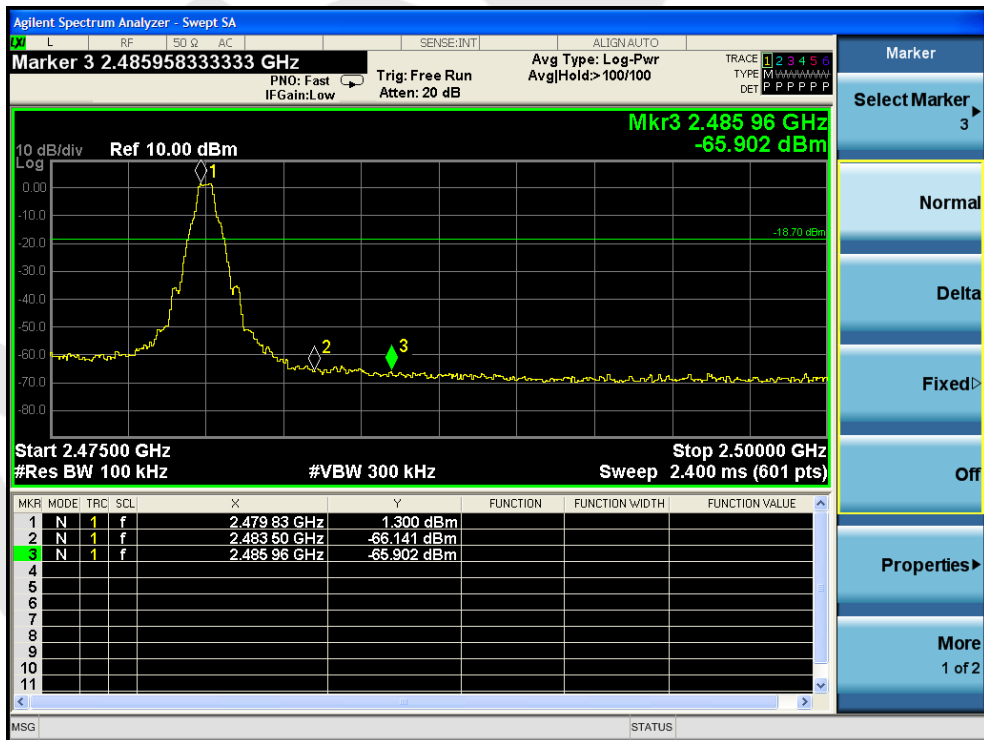 Agilent Spectrum Analyzer - Swept SA
LXI L RF 50 Ω AC SENSE:INT ALIGN AUTO
Marker 3 2.485958333333 GHz
PNO: Fast
IFGain:Low
Trig: Free Run
Atten: 20 dB
Avg Type: Log-Pwr
Avg|Hold:>100/100
TRACE 1 2 3 4 5 6
TYPE MWWWWW
DET P P P P P P
Mkr3 2.485 96 GHz
-65.902 dBm
10 dB/div Ref 10.00 dBm
Log
0.00
-10.0
-20.0
-30.0
-40.0
-50.0
-60.0
-70.0
-80.0
1
-18.70 dBm
2
3
Start 2.47500 GHz Stop 2.50000 GHz
#Res BW 100 kHz #VBW 300 kHz Sweep 2.400 ms (601 pts)
MKR MODE TRC SCL X Y FUNCTION FUNCTION WIDTH FUNCTION VALUE
1 N 1 f 2.479 83 GHz 1.300 dBm
2 N 1 f 2.483 50 GHz -66.141 dBm
3 N 1 f 2.485 96 GHz -65.902 dBm
4
5
6
7
8
9
10
11
MSG STATUS
Marker
Select Marker
3
Normal
Delta
Fixed
Off
Properties
More
1 of 2